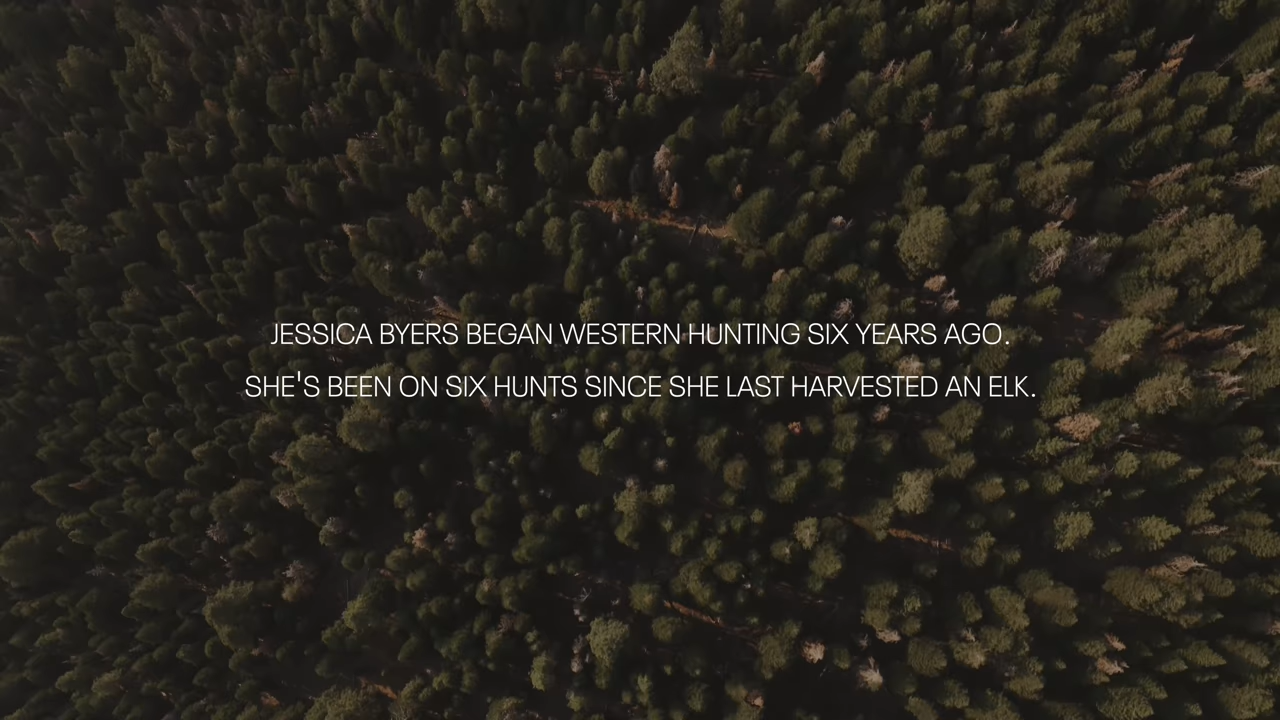 JESSICA BYERS BEGAN WESTERN HUNTING SIX YEARS AGO.
SHE'S BEEN ON SIX HUNTS SINCE SHE LAST HARVESTED AN ELK.